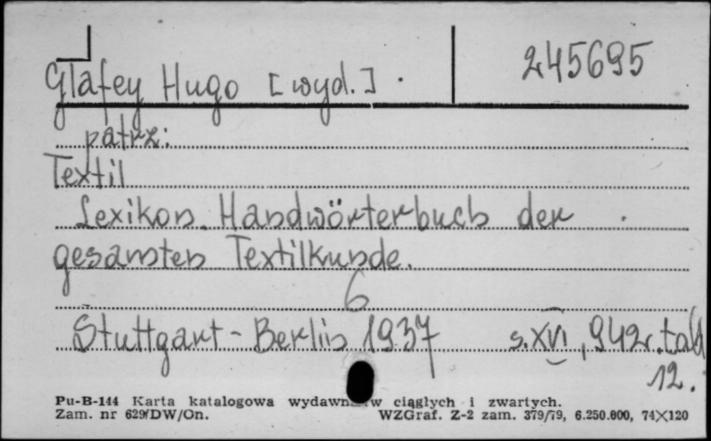 245695
Glafey Hugo [wyd.].
patrz:
Textil
Lexikon. Handwörterbuch der
gesamten Textilkunde.
6
Stuttgart-Berlin 1937 s. XVI, 942, tabl
12.
Pu-B-144 Karta katalogowa wydawn w ciągłych i zwartych.
Zam. nr 629/DW/On. WZGraf. Z-2 zam. 379/79, 6.250.000, 74×120